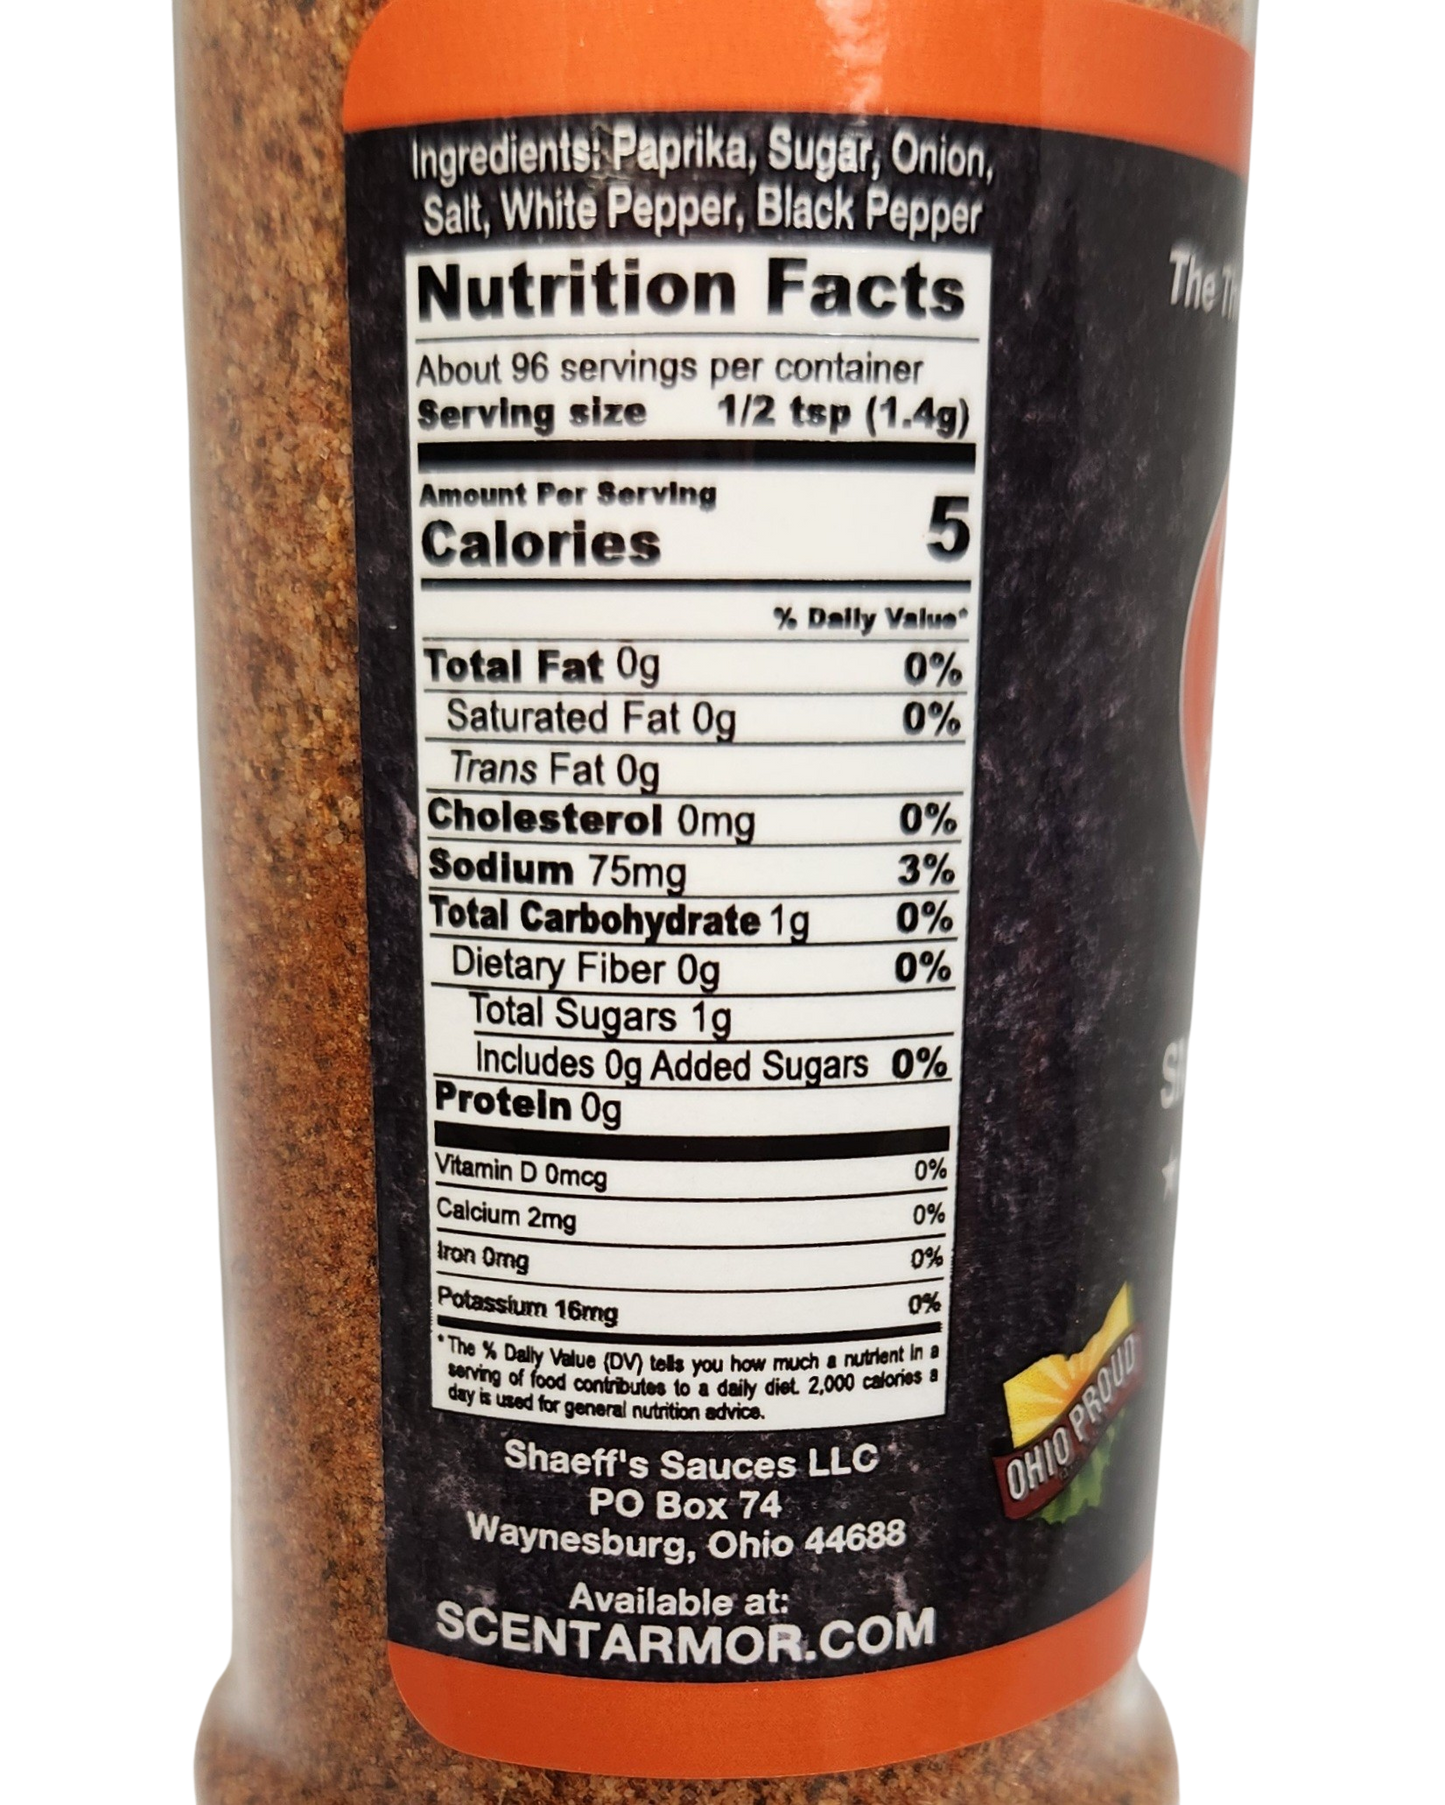 Ingredients: Paprika, Sugar, Onion,
Salt, White Pepper, Black Pepper
Nutrition Facts
About 96 servings per container
Serving size 1/2 tsp (1.4g)
Amount Per Serving
Calories 5
% Daily Value*
Total Fat 0g 0%
Saturated Fat 0g 0%
Trans Fat 0g
Cholesterol 0mg 0%
Sodium 75mg 3%
Total Carbohydrate 1g 0%
Dietary Fiber 0g 0%
Total Sugars 1g
Includes 0g Added Sugars 0%
Protein 0g
Vitamin D 0mcg 0%
Calcium 2mg 0%
Iron 0mg 0%
Potassium 16mg 0%
*The % Daily Value (DV) tells you how much a nutrient in a
serving of food contributes to a daily diet. 2,000 calories a
day is used for general nutrition advice.
Shaeff's Sauces LLC
PO Box 74
Waynesburg, Ohio 44688
Available at:
SCENTARMOR.COM
The
OHIO PROUD